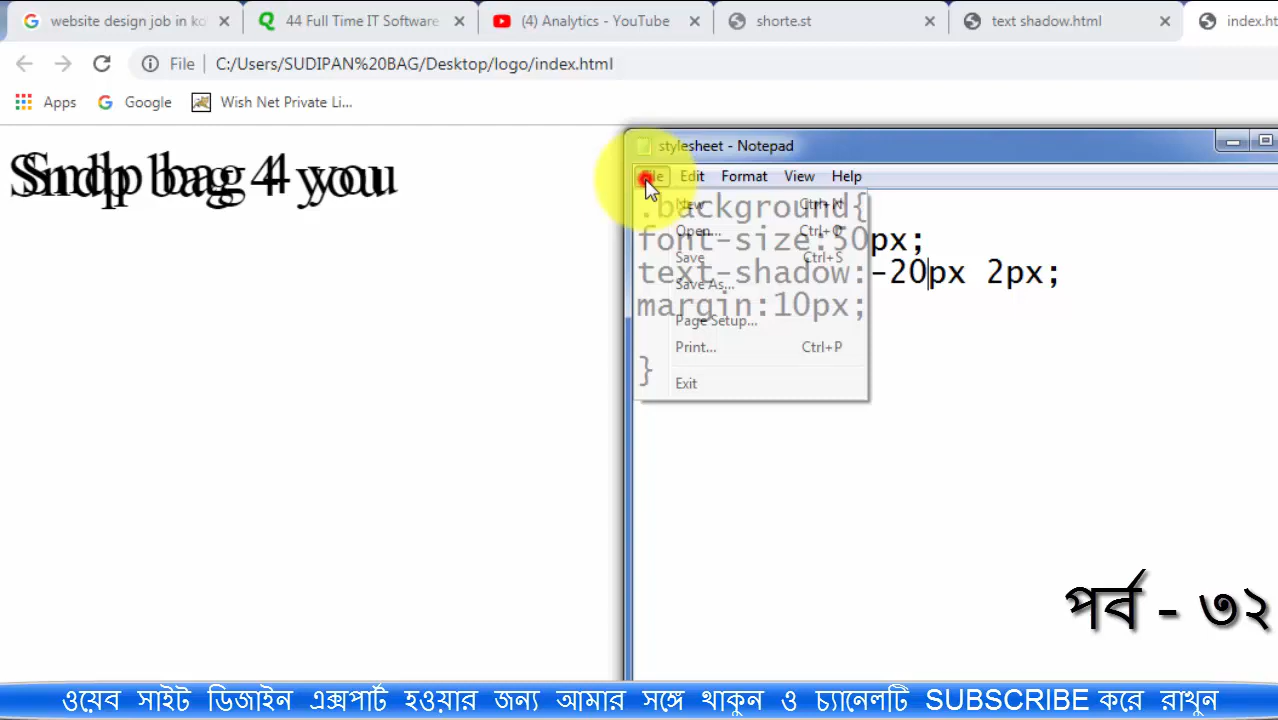 website design job in ko
44 Full Time IT Software
(4) Analytics - YouTube
shorte.st
text shadow.html
index.ht
File
C:/Users/SUDIPAN%20BAG/Desktop/logo/index.html
Apps
Google
Wish Net Private Li...
Sndp bag 4 you
stylesheet - Notepad
File Edit Format View Help
New Ctrl+N
Open... Ctrl+O
Save Ctrl+S
Save As...
Page Setup...
Print... Ctrl+P
Exit
.background{
font-size:50px;
text-shadow:-20px 2px;
margin:10px;
}
পর্ব - ৩২
ওয়েব সাইট ডিজাইন এক্সপার্ট হওয়ার জন্য আমার সঙ্গে থাকুন ও চ্যানেলটি SUBSCRIBE করে রাখুন